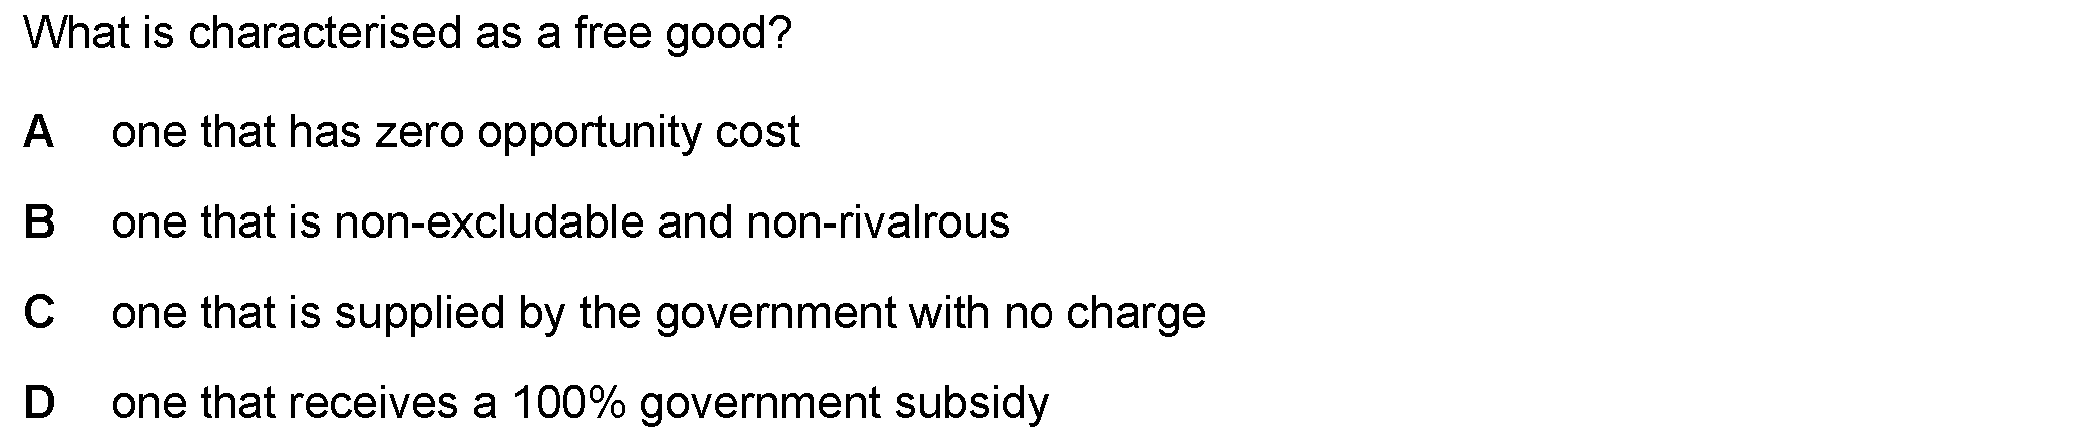 What is characterised as a free good?
A one that has zero opportunity cost
B one that is non-excludable and non-rivalrous
C one that is supplied by the government with no charge
D one that receives a 100% government subsidy